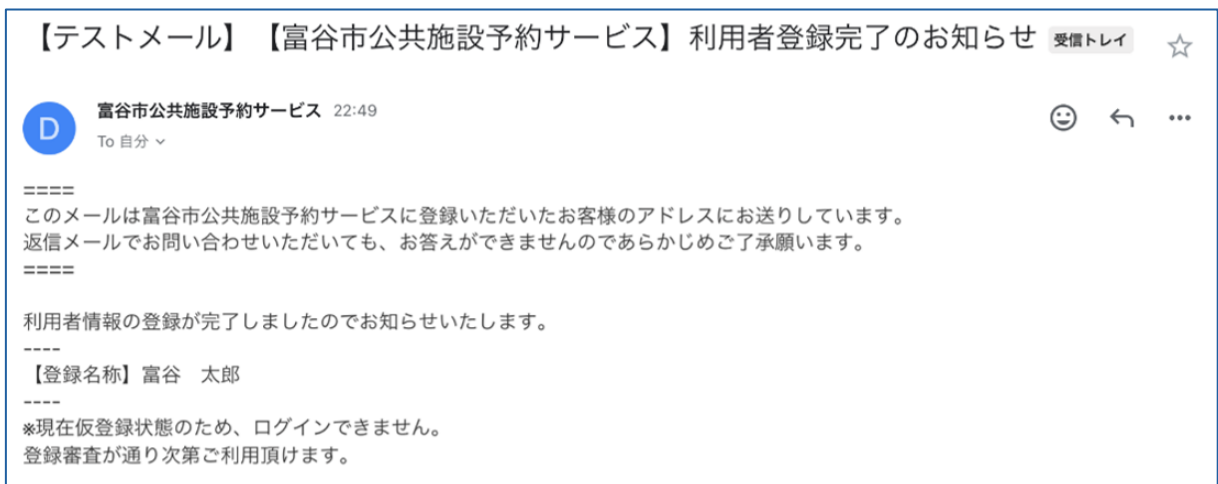 【テストメール】【富谷市公共施設予約サービス】利用者登録完了のお知らせ 受信トレイ
D
富谷市公共施設予約サービス 22:49
To 自分
====
このメールは富谷市公共施設予約サービスに登録いただいたお客様のアドレスにお送りしています。
返信メールでお問い合わせいただいても、お答えができませんのであらかじめご了承願います。
====
利用者情報の登録が完了しましたのでお知らせいたします。
----
【登録名称】富谷　太郎
----
※現在仮登録状態のため、ログインできません。
登録審査が通り次第ご利用頂けます。